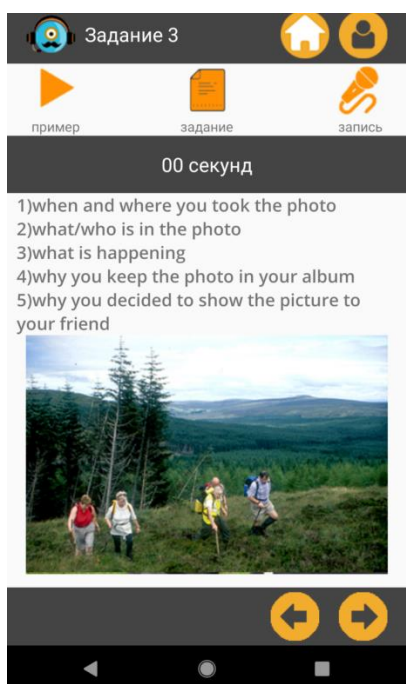 Задание 3
пример
задание
запись
00 секунд
1)when and where you took the photo
2)what/who is in the photo
3)what is happening
4)why you keep the photo in your album
5)why you decided to show the picture to
your friend